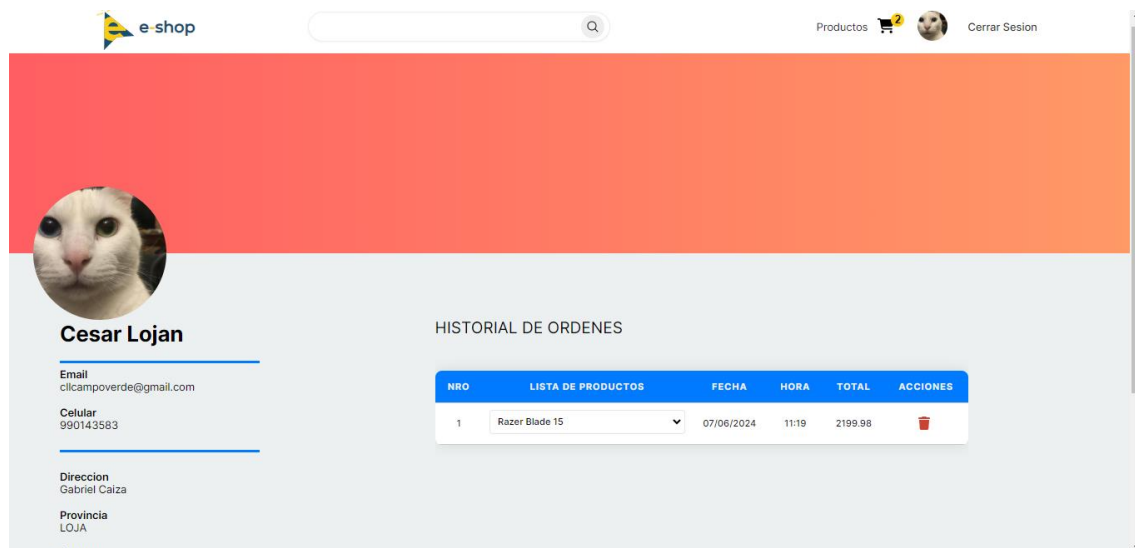 e-shop
Productos 2 Cerrar Sesion
Cesar Lojan
Email
cllcampoverde@gmail.com
Celular
990143583
Direccion
Gabriel Caiza
Provincia
LOJA
HISTORIAL DE ORDENES
NRO LISTA DE PRODUCTOS FECHA HORA TOTAL ACCIONES
1 Razer Blade 15 07/06/2024 11:19 2199.98